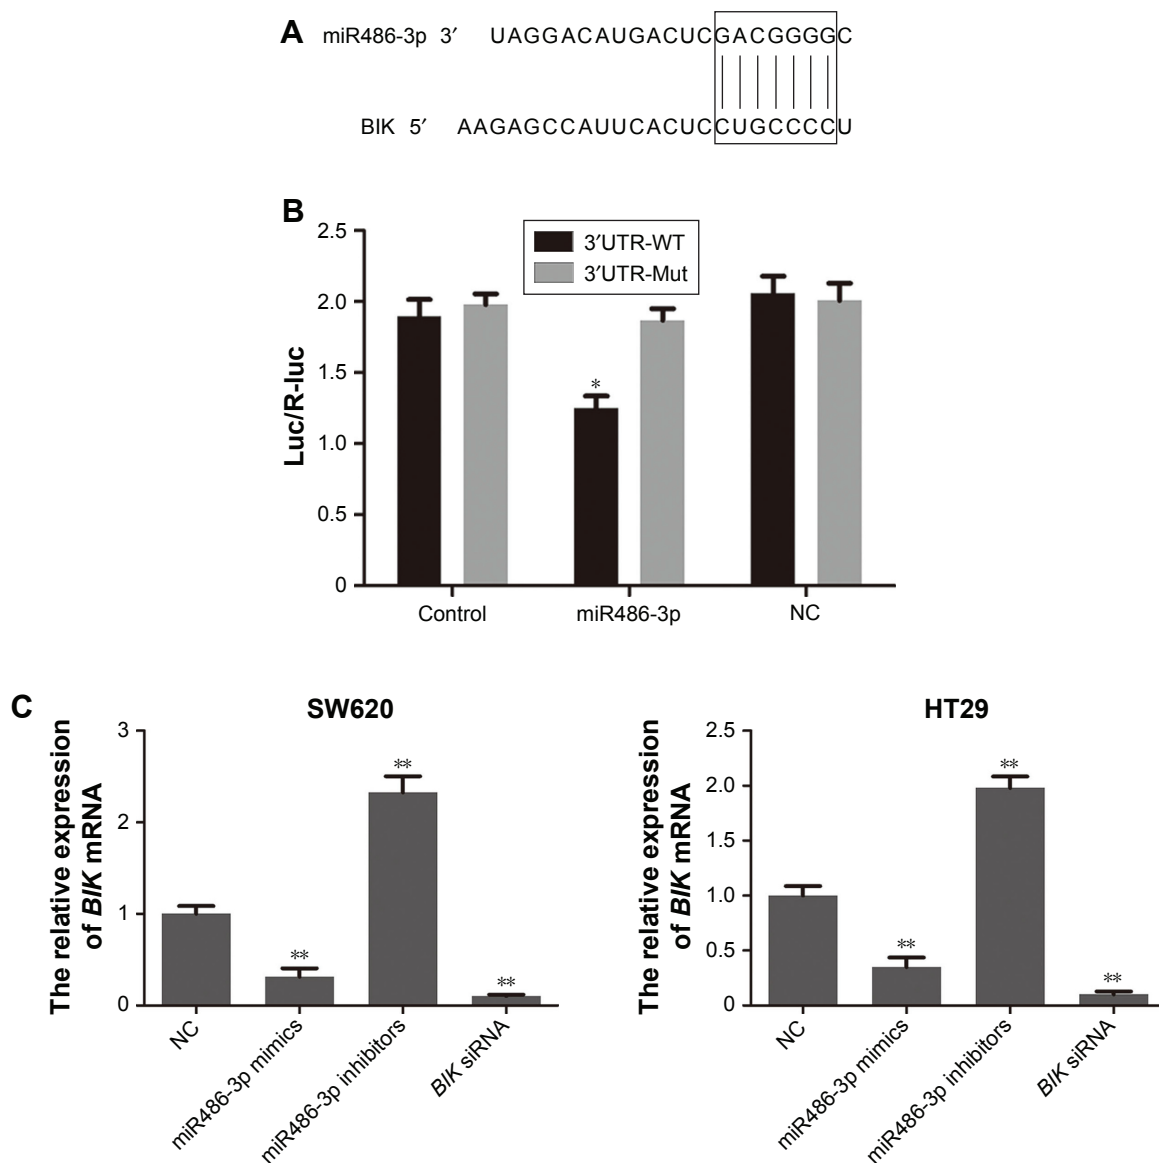 A miR486-3p 3′ UAGGACAUGACUCGACGGGGC
BIK 5′ AAGAGCCAUUCACUCCUGCCCCU
B
2.5
2.0
1.5
1.0
0.5
0
Luc/R-luc
3′UTR-WT
3′UTR-Mut
*
Control
miR486-3p
NC
C
SW620
The relative expression
of BIK mRNA
3
2
1
0
**
**
**
NC
miR486-3p mimics
miR486-3p inhibitors
BIK siRNA
HT29
The relative expression
of BIK mRNA
2.5
2.0
1.5
1.0
0.5
0
**
**
**
NC
miR486-3p mimics
miR486-3p inhibitors
BIK siRNA